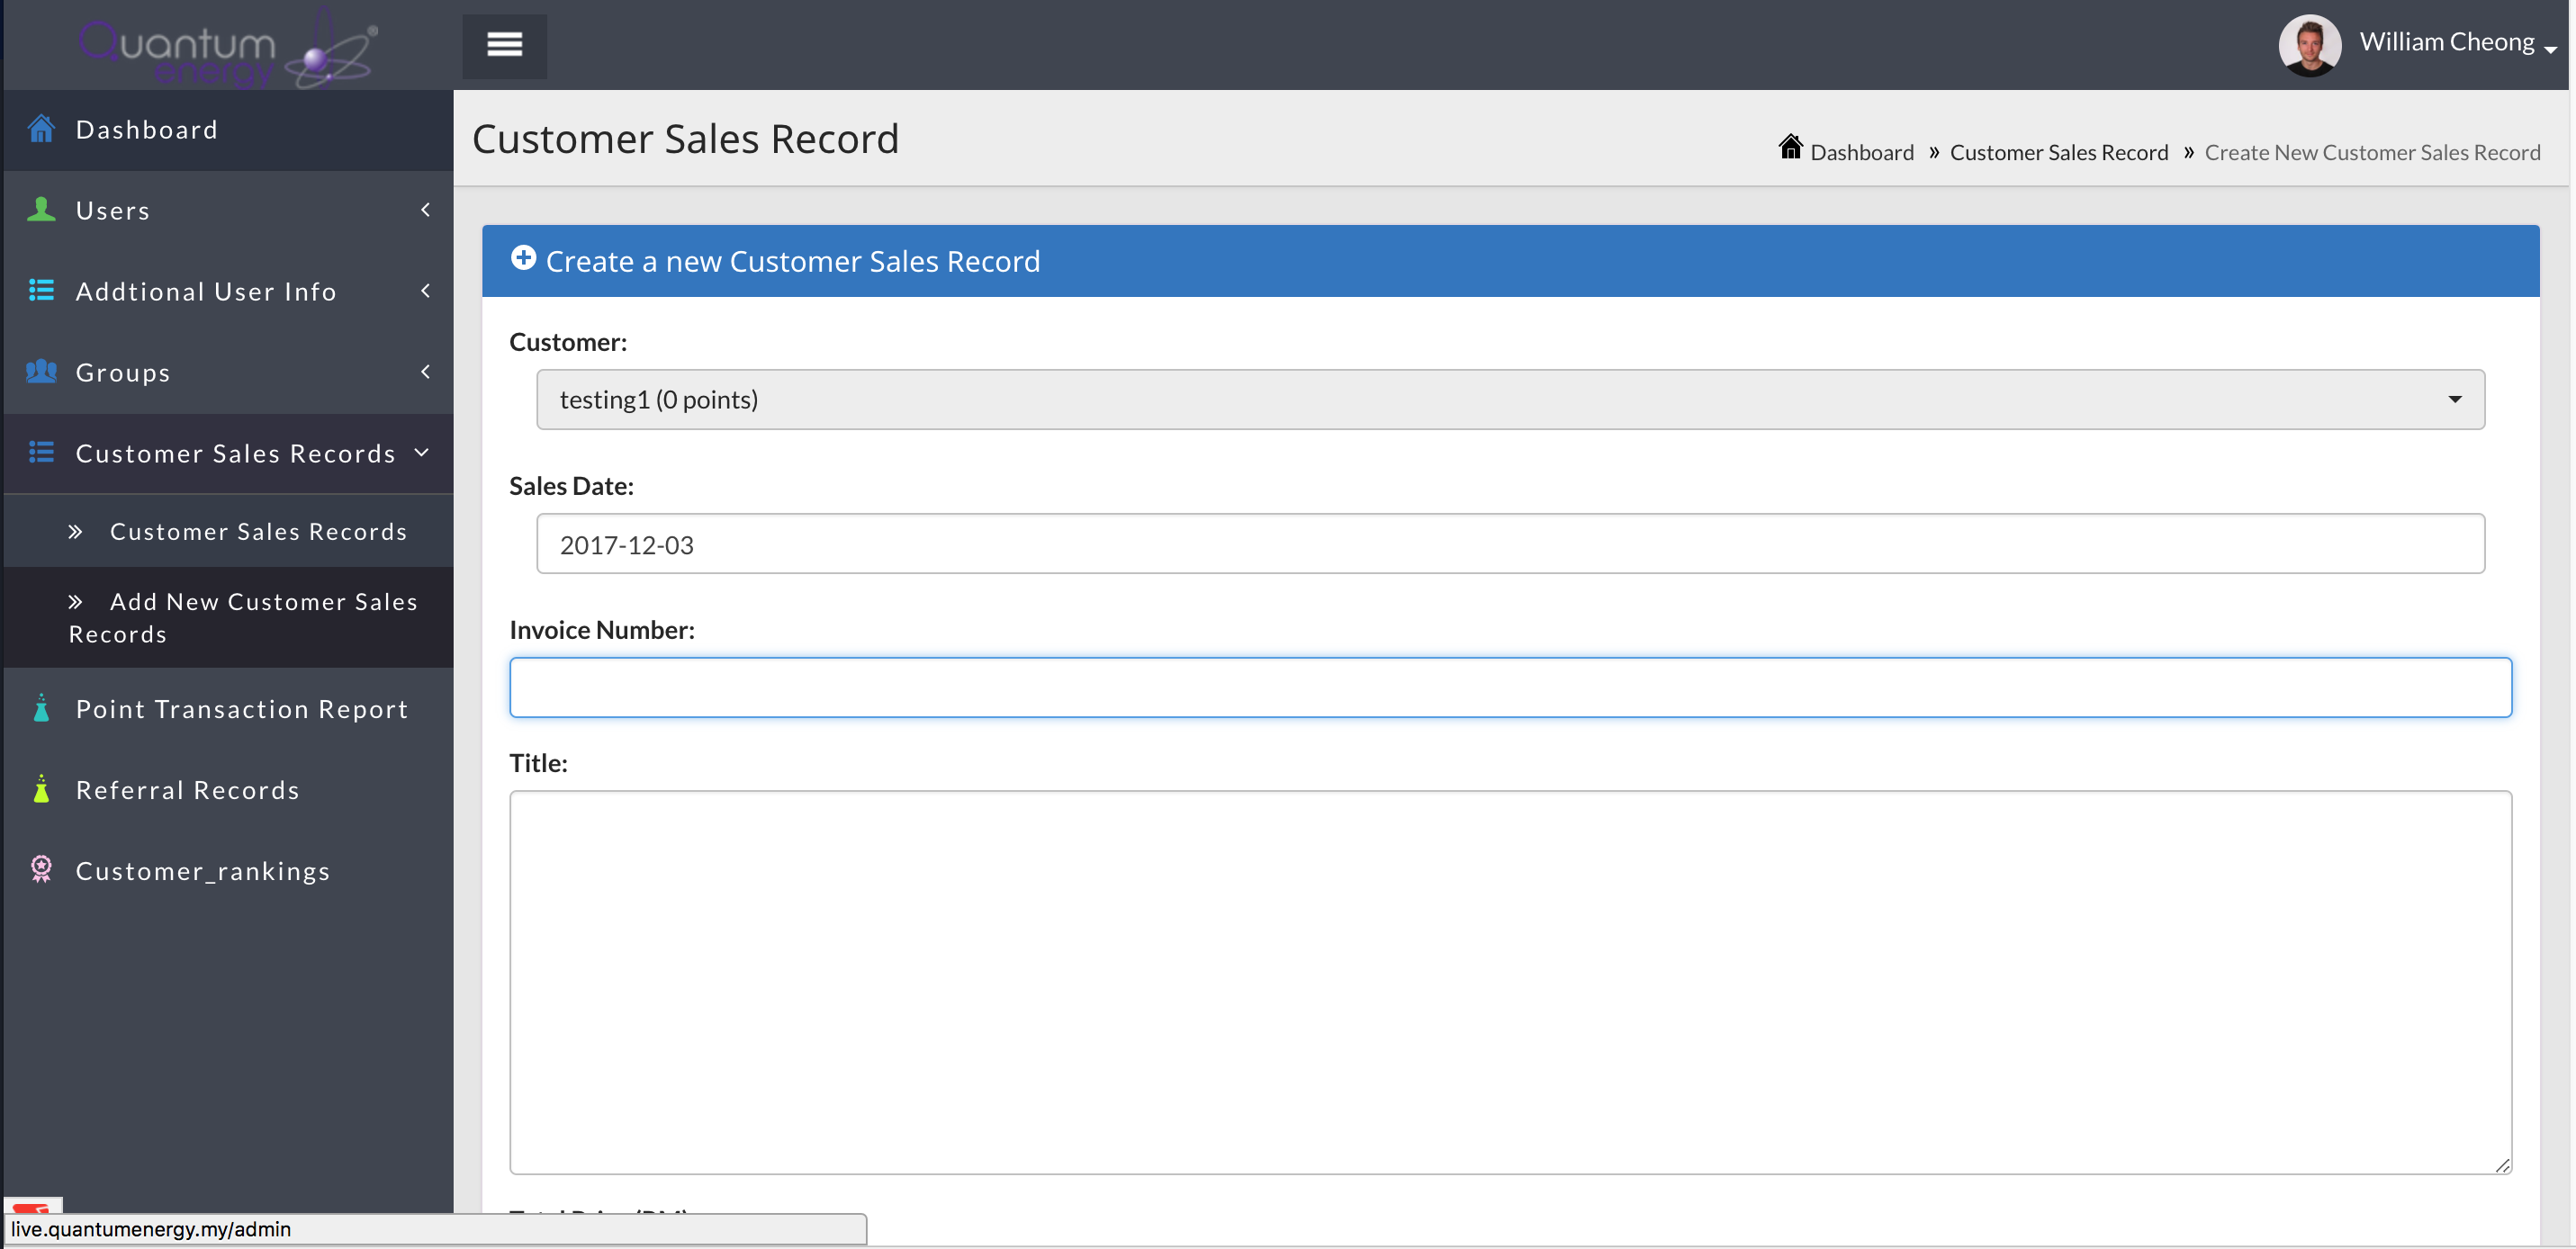 Quantum
energy®
William Cheong
Dashboard
Users
Addtional User Info
Groups
Customer Sales Records
» Customer Sales Records
» Add New Customer Sales
Records
Point Transaction Report
Referral Records
Customer_rankings
Customer Sales Record
Dashboard » Customer Sales Record » Create New Customer Sales Record
Create a new Customer Sales Record
Customer:
testing1 (0 points)
Sales Date:
2017-12-03
Invoice Number:
Title:
live.quantumenergy.my/admin